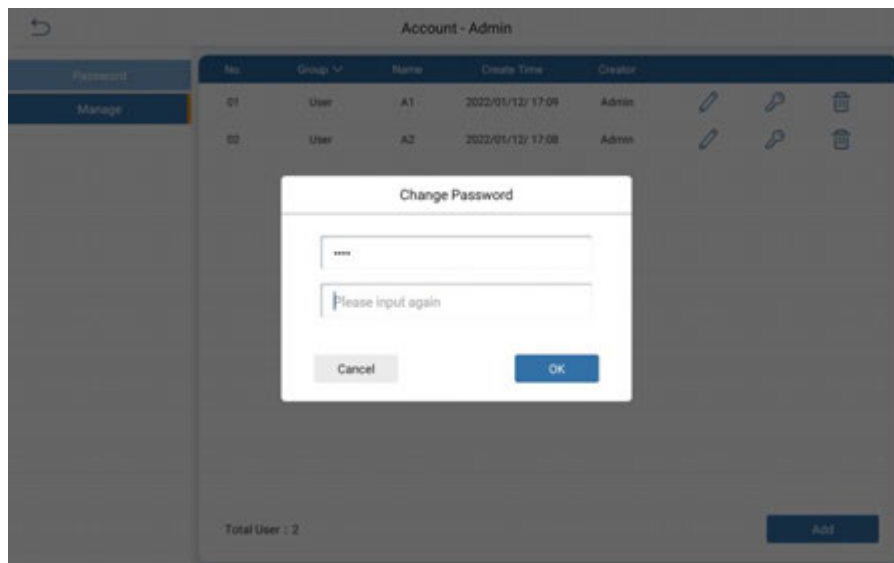 Account - Admin
Password
Manage
No. Group Name Create Time Creator
01 User A1 2022/01/12/ 17:09 Admin
02 User A2 2022/01/12/ 17:08 Admin
Change Password
••••
Please input again
Cancel OK
Total User : 2
Add